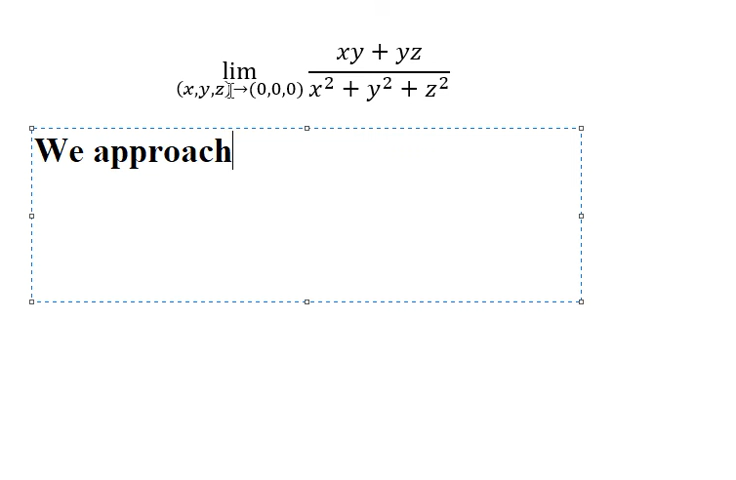 lim (x,y,z)→(0,0,0) xy + yz / x² + y² + z²
We approach